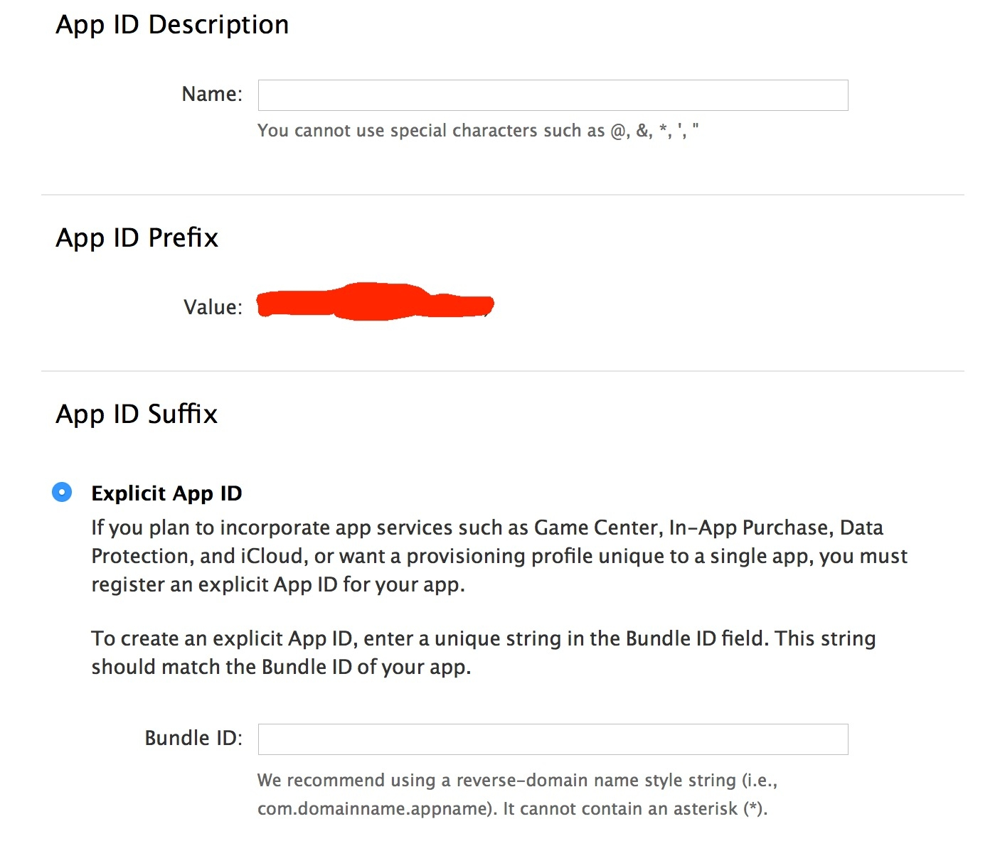 App ID Description
Name:
You cannot use special characters such as @, &, *, ', "
App ID Prefix
Value:
App ID Suffix
Explicit App ID
If you plan to incorporate app services such as Game Center, In-App Purchase, Data
Protection, and iCloud, or want a provisioning profile unique to a single app, you must
register an explicit App ID for your app.
To create an explicit App ID, enter a unique string in the Bundle ID field. This string
should match the Bundle ID of your app.
Bundle ID:
We recommend using a reverse-domain name style string (i.e.,
com.domainname.appname). It cannot contain an asterisk (*).